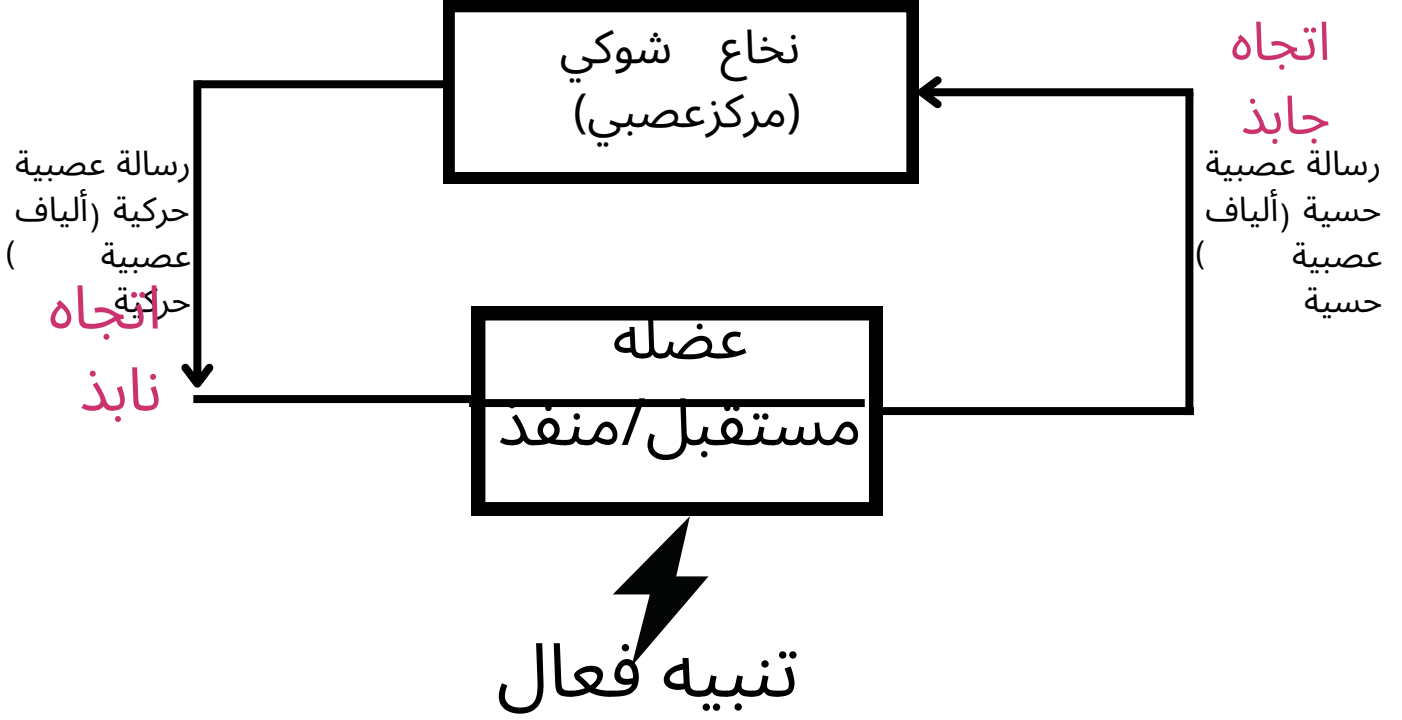 نخاع شوكي
(مركزعصبي)
اتجاه
جابذ
رسالة عصبية
حسية (ألياف
عصبية )
حسية
رسالة عصبية
حركية (ألياف
عصبية )
حركية
اتجاه
نابذ
عضله
مستقبل/منفذ
تنبيه فعال